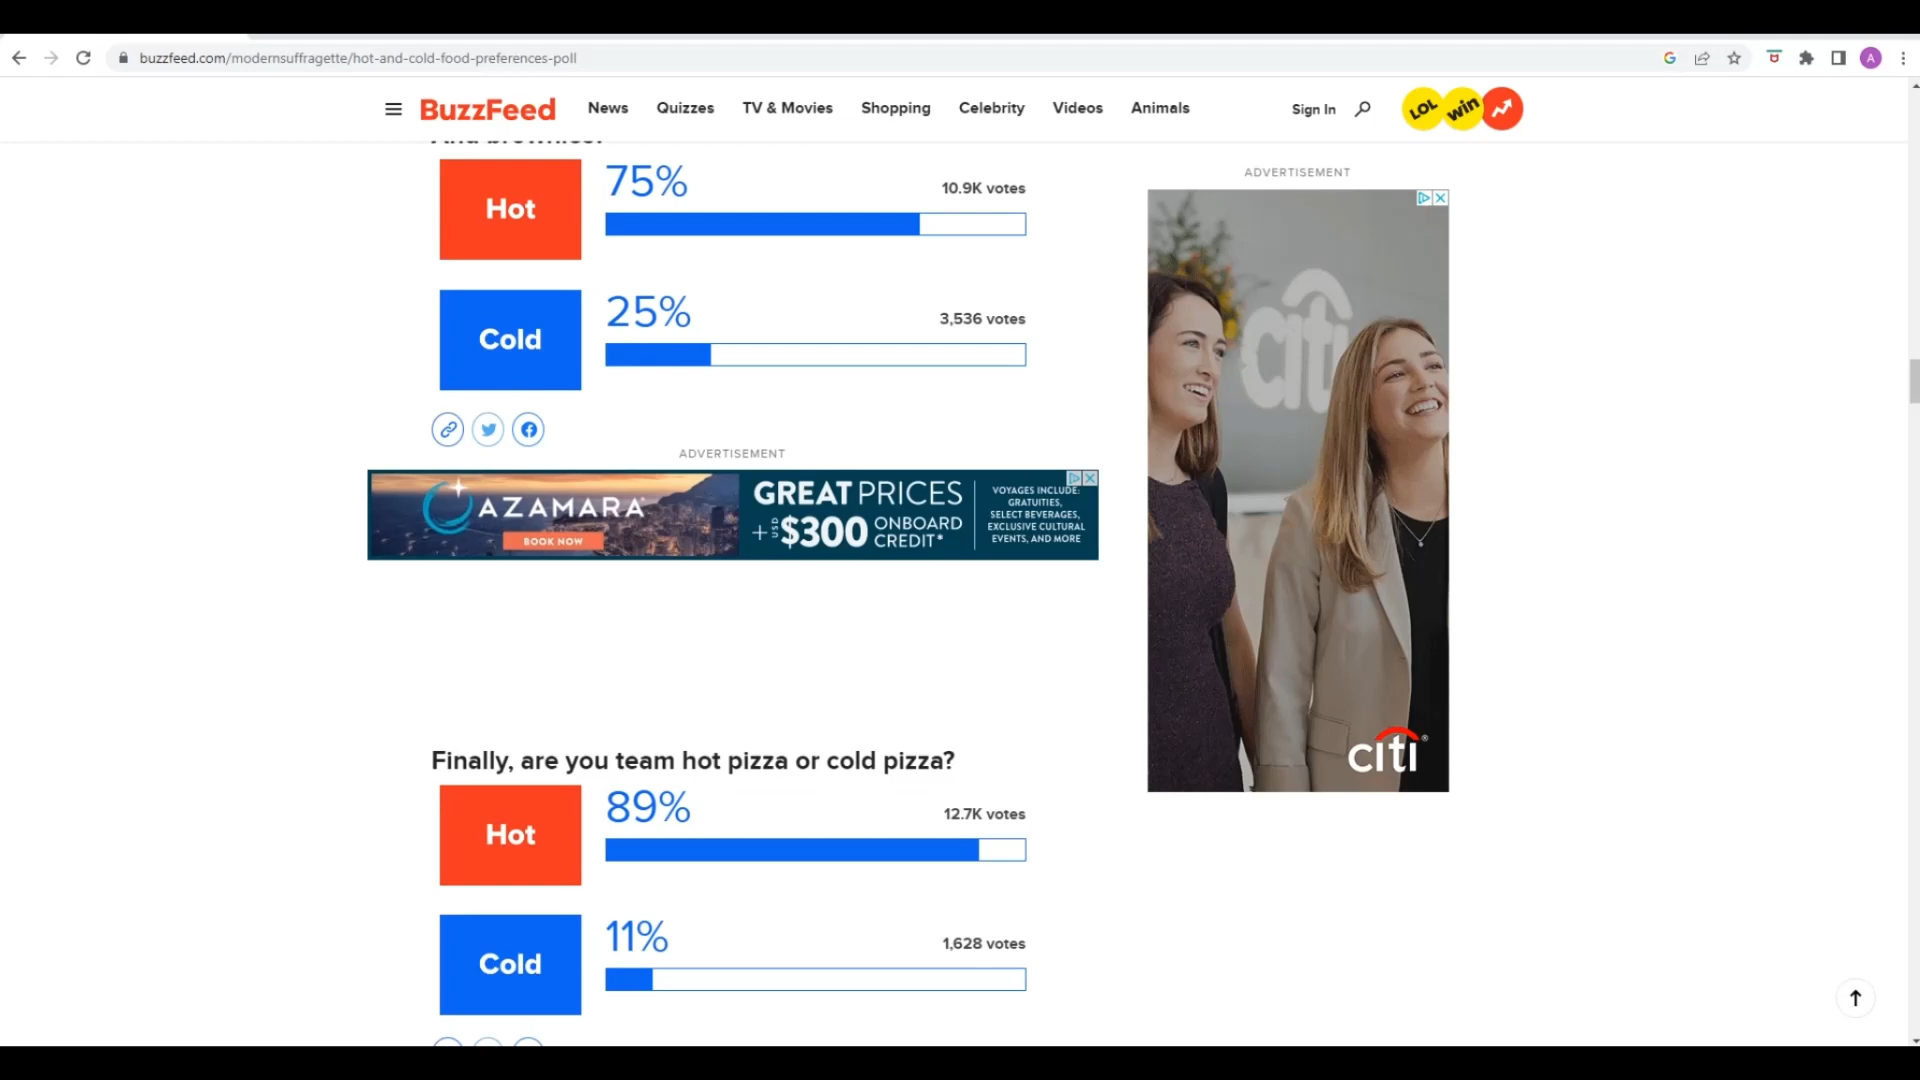 buzzfeed.com/modernsuffragette/hot-and-cold-food-preferences-poll
G
A
BuzzFeed
News
Quizzes
TV & Movies
Shopping
Celebrity
Videos
Animals
Sign In
LOL
win
And brownies?
Hot
75%
10.9K votes
Cold
25%
3,536 votes
ADVERTISEMENT
AZAMARA®
BOOK NOW
GREAT PRICES
+ USD $300 ONBOARD CREDIT*
VOYAGES INCLUDE:
GRATUITIES,
SELECT BEVERAGES,
EXCLUSIVE CULTURAL
EVENTS, AND MORE
Finally, are you team hot pizza or cold pizza?
Hot
89%
12.7K votes
Cold
11%
1,628 votes
ADVERTISEMENT
citi
citi®